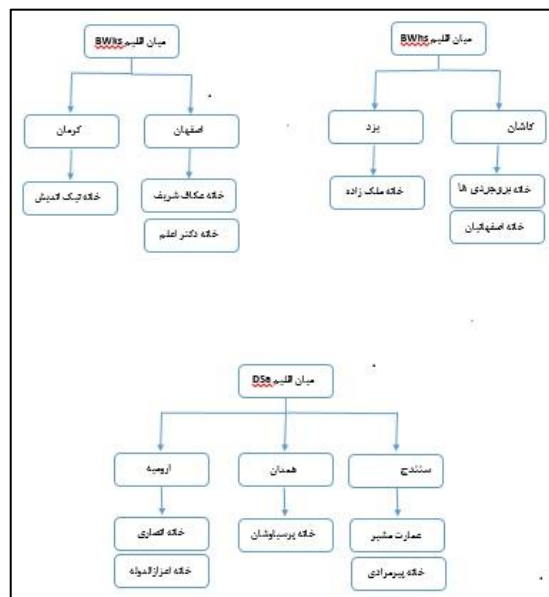 میان اقلیم BWhs
کاشان
یزد
خانه بروجردی ها
خانه ملک زاده
خانه اصفهانیان
میان اقلیم BWks
اصفهان
کرمان
خانه عکاف شریف
خانه نیک اندیش
خانه دکتر اعلم
میان اقلیم DSa
سنندج
همدان
ارومیه
عمارت مشیر
خانه پرسیاوشان
خانه انصاری
خانه پیرمرادی
خانه اعزازالدوله